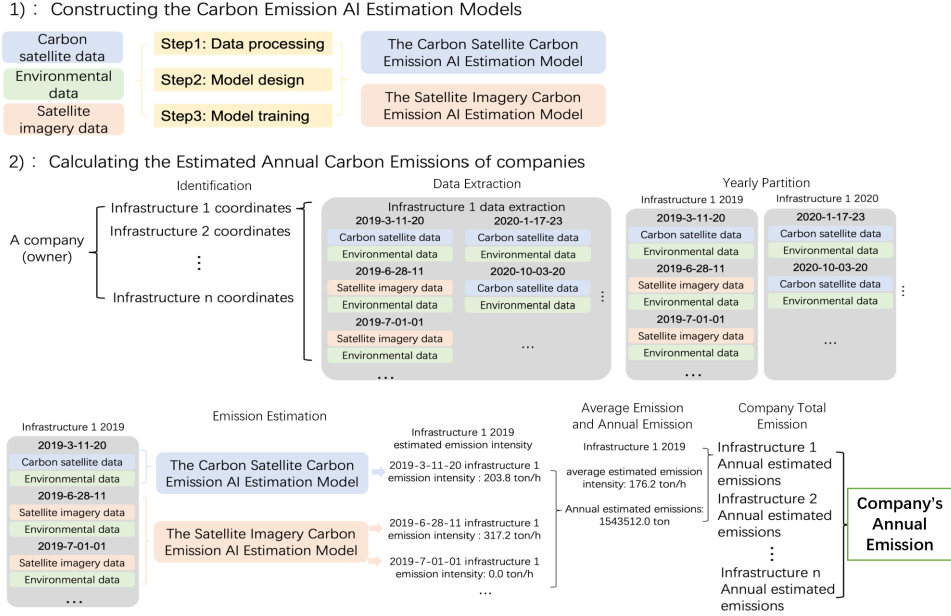 1)： Constructing the Carbon Emission AI Estimation Models
Carbon
satellite data
Environmental
data
Satellite
imagery data
Step1: Data processing
Step2: Model design
Step3: Model training
The Carbon Satellite Carbon
Emission AI Estimation Model
The Satellite Imagery Carbon
Emission AI Estimation Model
2)： Calculating the Estimated Annual Carbon Emissions of companies
Identification
A company
(owner)
Infrastructure 1 coordinates
Infrastructure 2 coordinates
⋮
Infrastructure n coordinates
Data Extraction
Infrastructure 1 data extraction
2019-3-11-20
Carbon satellite data
Environmental data
2019-6-28-11
Satellite imagery data
Environmental data
2019-7-01-01
Satellite imagery data
Environmental data
...
2020-1-17-23
Carbon satellite data
Environmental data
2020-10-03-20
Carbon satellite data
Environmental data
...
⋮
Yearly Partition
Infrastructure 1 2019
2019-3-11-20
Carbon satellite data
Environmental data
2019-6-28-11
Satellite imagery data
Environmental data
2019-7-01-01
Satellite imagery data
Environmental data
...
Infrastructure 1 2020
2020-1-17-23
Carbon satellite data
Environmental data
2020-10-03-20
Carbon satellite data
Environmental data
...
⋮
Infrastructure 1 2019
2019-3-11-20
Carbon satellite data
Environmental data
2019-6-28-11
Satellite imagery data
Environmental data
2019-7-01-01
Satellite imagery data
Environmental data
...
Emission Estimation
The Carbon Satellite Carbon
Emission AI Estimation Model
The Satellite Imagery Carbon
Emission AI Estimation Model
Infrastructure 1 2019
estimated emission intensity
2019-3-11-20 infrastructure 1
emission intensity : 203.8 ton/h
2019-6-28-11 infrastructure 1
emission intensity : 317.2 ton/h
2019-7-01-01 infrastructure 1
emission intensity: 0.0 ton/h
...
Average Emission
and Annual Emission
Infrastructure 1 2019
average estimated emission
intensity: 176.2 ton/h
Annual estimated emissions:
1543512.0 ton
Company Total
Emission
Infrastructure 1
Annual estimated
emissions
Infrastructure 2
Annual estimated
emissions
⋮
Infrastructure n
Annual estimated
emissions
Company's
Annual
Emission